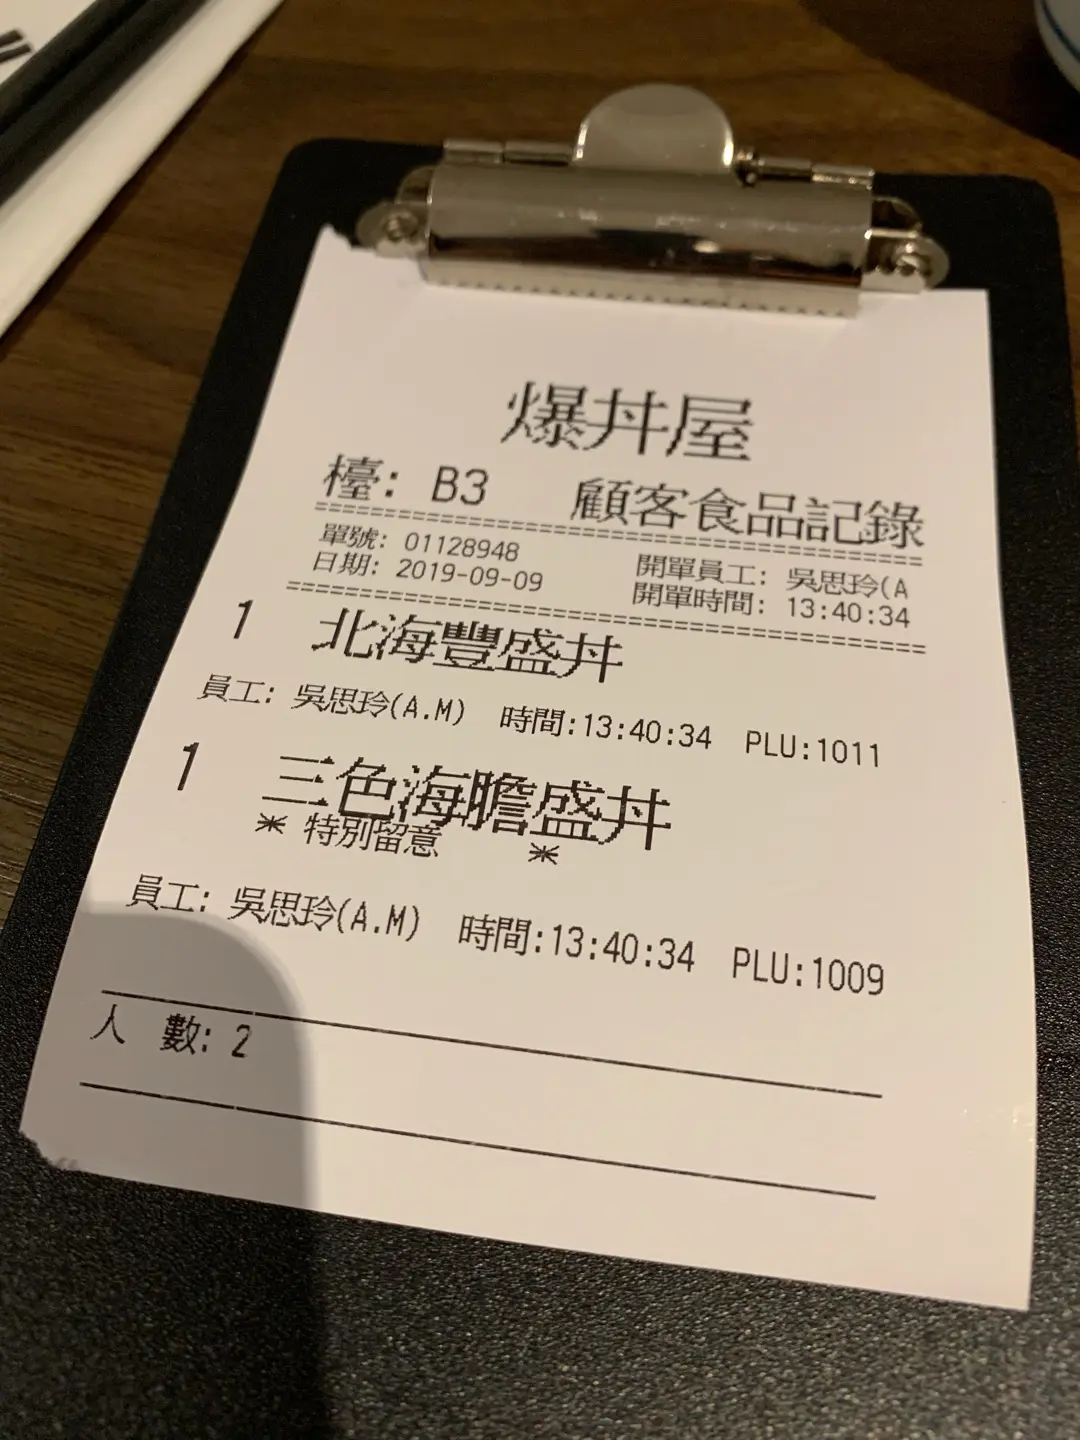 爆丼屋
檯: B3 顧客食品記錄
單號: 01128948 開單員工: 吳思玲(A
日期: 2019-09-09 開單時間: 13:40:34
1 北海豐盛丼
員工: 吳思玲(A.M) 時間:13:40:34 PLU:1011
1 三色海膽盛丼
* 特別留意 *
員工: 吳思玲(A.M) 時間:13:40:34 PLU:1009
人 數: 2